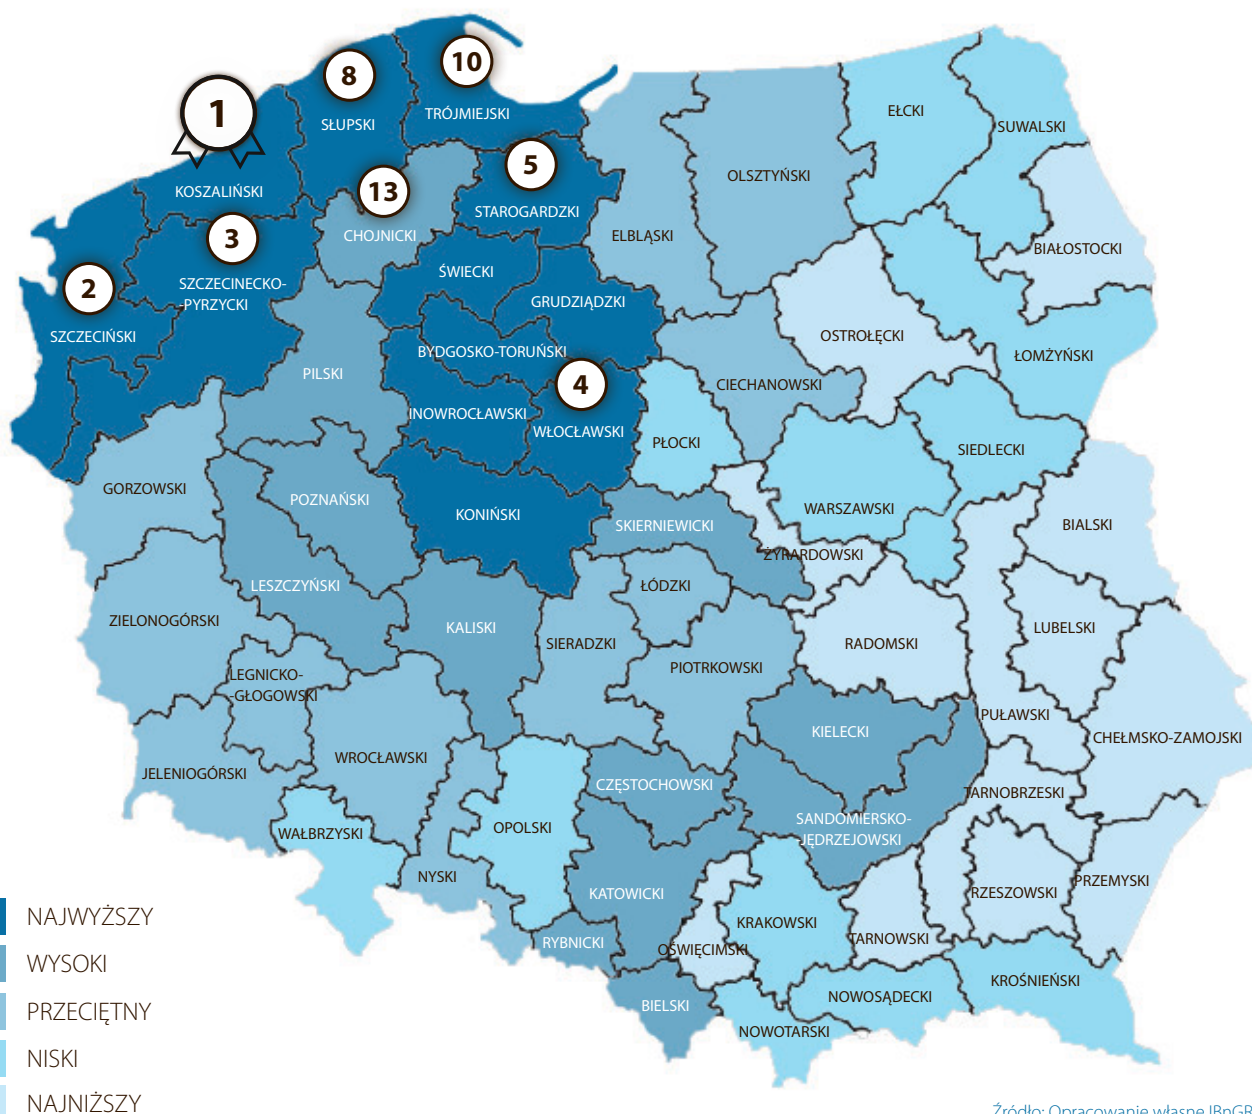 8
10
1
TRÓJMIEJSKI
SŁUPSKI
EŁCKI
SUWALSKI
5
13
KOSZALIŃSKI
OLSZTYŃSKI
STAROGARDZKI
3
CHOJNICKI
ELBLĄSKI
BIAŁOSTOCKI
ŚWIECKI
2
SZCZECINECKO-
-PYRZYCKI
GRUDZIĄDZKI
SZCZECIŃSKI
OSTROŁĘCKI
BYDGOSKO-TORUŃSKI
ŁOMŻYŃSKI
PILSKI
4
CIECHANOWSKI
INOWROCŁAWSKI
WŁOCŁAWSKI
PŁOCKI
SIEDLECKI
GORZOWSKI
POZNAŃSKI
KONIŃSKI
WARSZAWSKI
SKIERNIEWICKI
BIALSKI
ŻYRARDOWSKI
LESZCZYŃSKI
ŁÓDZKI
ZIELONOGÓRSKI
KALISKI
LUBELSKI
SIERADZKI
RADOMSKI
PIOTRKOWSKI
LEGNICKO-
-GŁOGOWSKI
PUŁAWSKI
KIELECKI
CHEŁMSKO-ZAMOJSKI
WROCŁAWSKI
JELENIOGÓRSKI
CZĘSTOCHOWSKI
TARNOBRZESKI
SANDOMIERSKO-
-JĘDRZEJOWSKI
OPOLSKI
WAŁBRZYSKI
NYSKI
PRZEMYSKI
RZESZOWSKI
KATOWICKI
KRAKOWSKI
TARNOWSKI
RYBNICKI
OŚWIĘCIMSKI
KROŚNIEŃSKI
NOWOSĄDECKI
BIELSKI
NOWOTARSKI
NAJWYŻSZY
WYSOKI
PRZECIĘTNY
NISKI
NAJNIŻSZY
Źródło: Opracowanie własne IBnGR